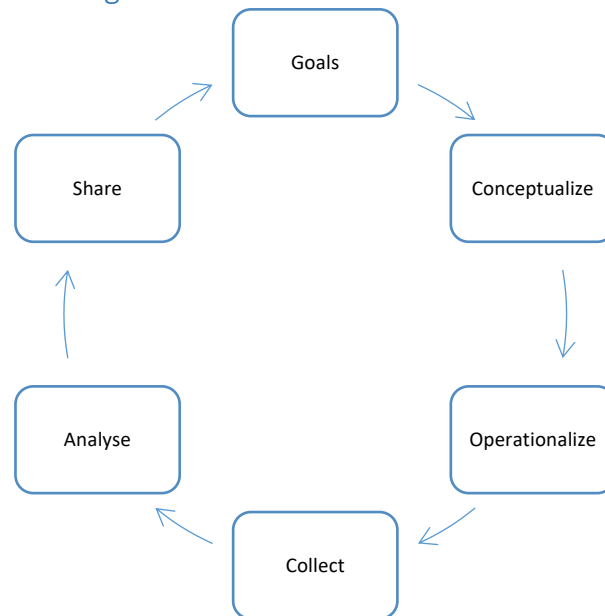 Goals
Share
Conceptualize
Analyse
Operationalize
Collect